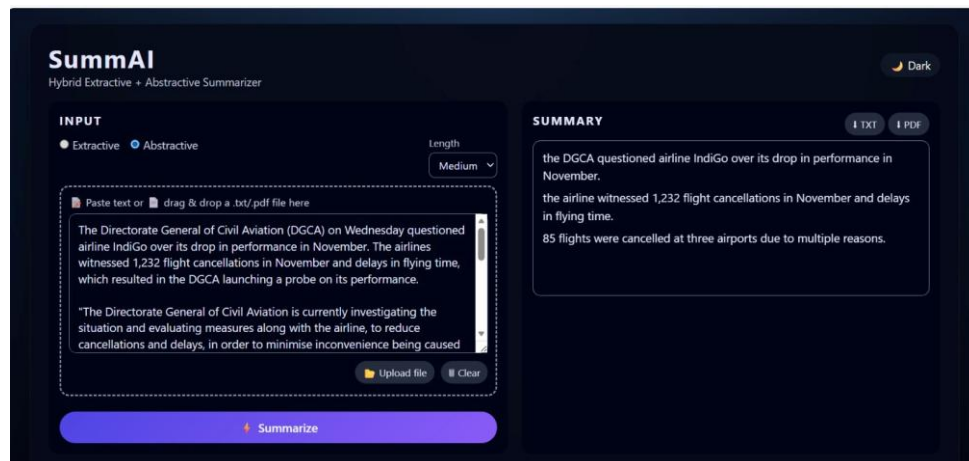 SummAI
Hybrid Extractive + Abstractive Summarizer
Dark
INPUT
Extractive Abstractive
Length
Medium
Paste text or drag & drop a .txt/.pdf file here
The Directorate General of Civil Aviation (DGCA) on Wednesday questioned
airline IndiGo over its drop in performance in November. The airlines
witnessed 1,232 flight cancellations in November and delays in flying time,
which resulted in the DGCA launching a probe on its performance.
"The Directorate General of Civil Aviation is currently investigating the
situation and evaluating measures along with the airline, to reduce
cancellations and delays, in order to minimise inconvenience being caused
Upload file Clear
Summarize
SUMMARY
TXT PDF
the DGCA questioned airline IndiGo over its drop in performance in
November.
the airline witnessed 1,232 flight cancellations in November and delays
in flying time.
85 flights were cancelled at three airports due to multiple reasons.